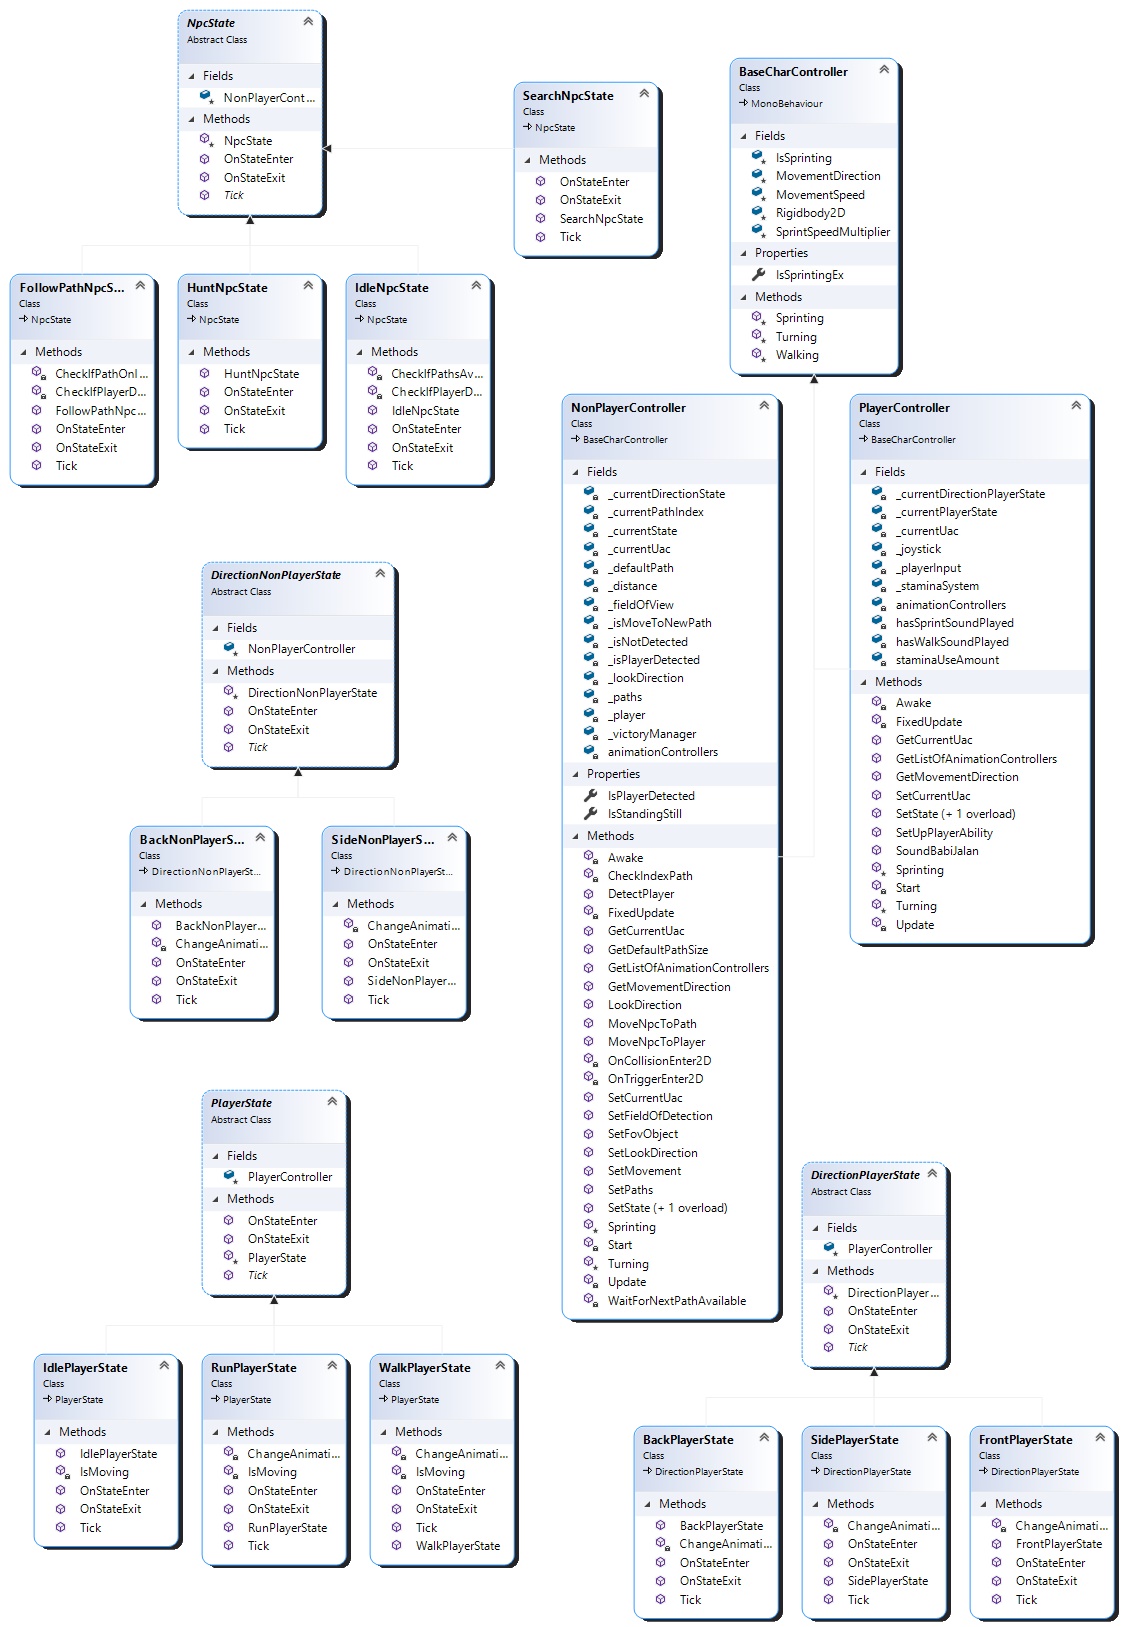 NpcState
Abstract Class
Fields
NonPlayerCont...
Methods
NpcState
OnStateEnter
OnStateExit
Tick
SearchNpcState
Class
NpcState
Methods
OnStateEnter
OnStateExit
SearchNpcState
Tick
BaseCharController
Class
MonoBehaviour
Fields
IsSprinting
MovementDirection
MovementSpeed
Rigidbody2D
SprintSpeedMultiplier
Properties
IsSprintingEx
Methods
Sprinting
Turning
Walking
FollowPathNpcS...
Class
NpcState
Methods
CheckIfPathOnl...
CheckIfPlayerD...
FollowPathNpc...
OnStateEnter
OnStateExit
Tick
HuntNpcState
Class
NpcState
Methods
HuntNpcState
OnStateEnter
OnStateExit
Tick
IdleNpcState
Class
NpcState
Methods
CheckIfPathsAv...
CheckIfPlayerD...
IdleNpcState
OnStateEnter
OnStateExit
Tick
NonPlayerController
Class
BaseCharController
Fields
_currentDirectionState
_currentPathIndex
_currentState
_currentUac
_defaultPath
_distance
_fieldOfView
_isMoveToNewPath
_isNotDetected
_isPlayerDetected
_lookDirection
_paths
_player
_victoryManager
animationControllers
Properties
IsPlayerDetected
IsStandingStill
Methods
Awake
CheckIndexPath
DetectPlayer
FixedUpdate
GetCurrentUac
GetDefaultPathSize
GetListOfAnimationControllers
GetMovementDirection
LookDirection
MoveNpcToPath
MoveNpcToPlayer
OnCollisionEnter2D
OnTriggerEnter2D
SetCurrentUac
SetFieldOfDetection
SetFovObject
SetLookDirection
SetMovement
SetPaths
SetState (+ 1 overload)
Sprinting
Start
Turning
Update
WaitForNextPathAvailable
PlayerController
Class
BaseCharController
Fields
_currentDirectionPlayerState
_currentPlayerState
_currentUac
_joystick
_playerInput
_staminaSystem
animationControllers
hasSprintSoundPlayed
hasWalkSoundPlayed
staminaUseAmount
Methods
Awake
FixedUpdate
GetCurrentUac
GetListOfAnimationControllers
GetMovementDirection
SetCurrentUac
SetState (+ 1 overload)
SetUpPlayerAbility
SoundBabiJalan
Sprinting
Start
Turning
Update
DirectionNonPlayerState
Abstract Class
Fields
NonPlayerController
Methods
DirectionNonPlayerState
OnStateEnter
OnStateExit
Tick
BackNonPlayerS...
Class
DirectionNonPlayerSt...
Methods
BackNonPlayer...
ChangeAnimati...
OnStateEnter
OnStateExit
Tick
SideNonPlayerS...
Class
DirectionNonPlayerSt...
Methods
ChangeAnimati...
OnStateEnter
OnStateExit
SideNonPlayer...
Tick
PlayerState
Abstract Class
Fields
PlayerController
Methods
OnStateEnter
OnStateExit
PlayerState
Tick
DirectionPlayerState
Abstract Class
Fields
PlayerController
Methods
DirectionPlayer...
OnStateEnter
OnStateExit
Tick
IdlePlayerState
Class
PlayerState
Methods
IdlePlayerState
IsMoving
OnStateEnter
OnStateExit
Tick
RunPlayerState
Class
PlayerState
Methods
ChangeAnimati...
IsMoving
OnStateEnter
OnStateExit
RunPlayerState
Tick
WalkPlayerState
Class
PlayerState
Methods
ChangeAnimati...
IsMoving
OnStateEnter
OnStateExit
Tick
WalkPlayerState
BackPlayerState
Class
DirectionPlayerState
Methods
BackPlayerState
ChangeAnimati...
OnStateEnter
OnStateExit
Tick
SidePlayerState
Class
DirectionPlayerState
Methods
ChangeAnimati...
OnStateEnter
OnStateExit
SidePlayerState
Tick
FrontPlayerState
Class
DirectionPlayerState
Methods
ChangeAnimati...
FrontPlayerState
OnStateEnter
OnStateExit
Tick